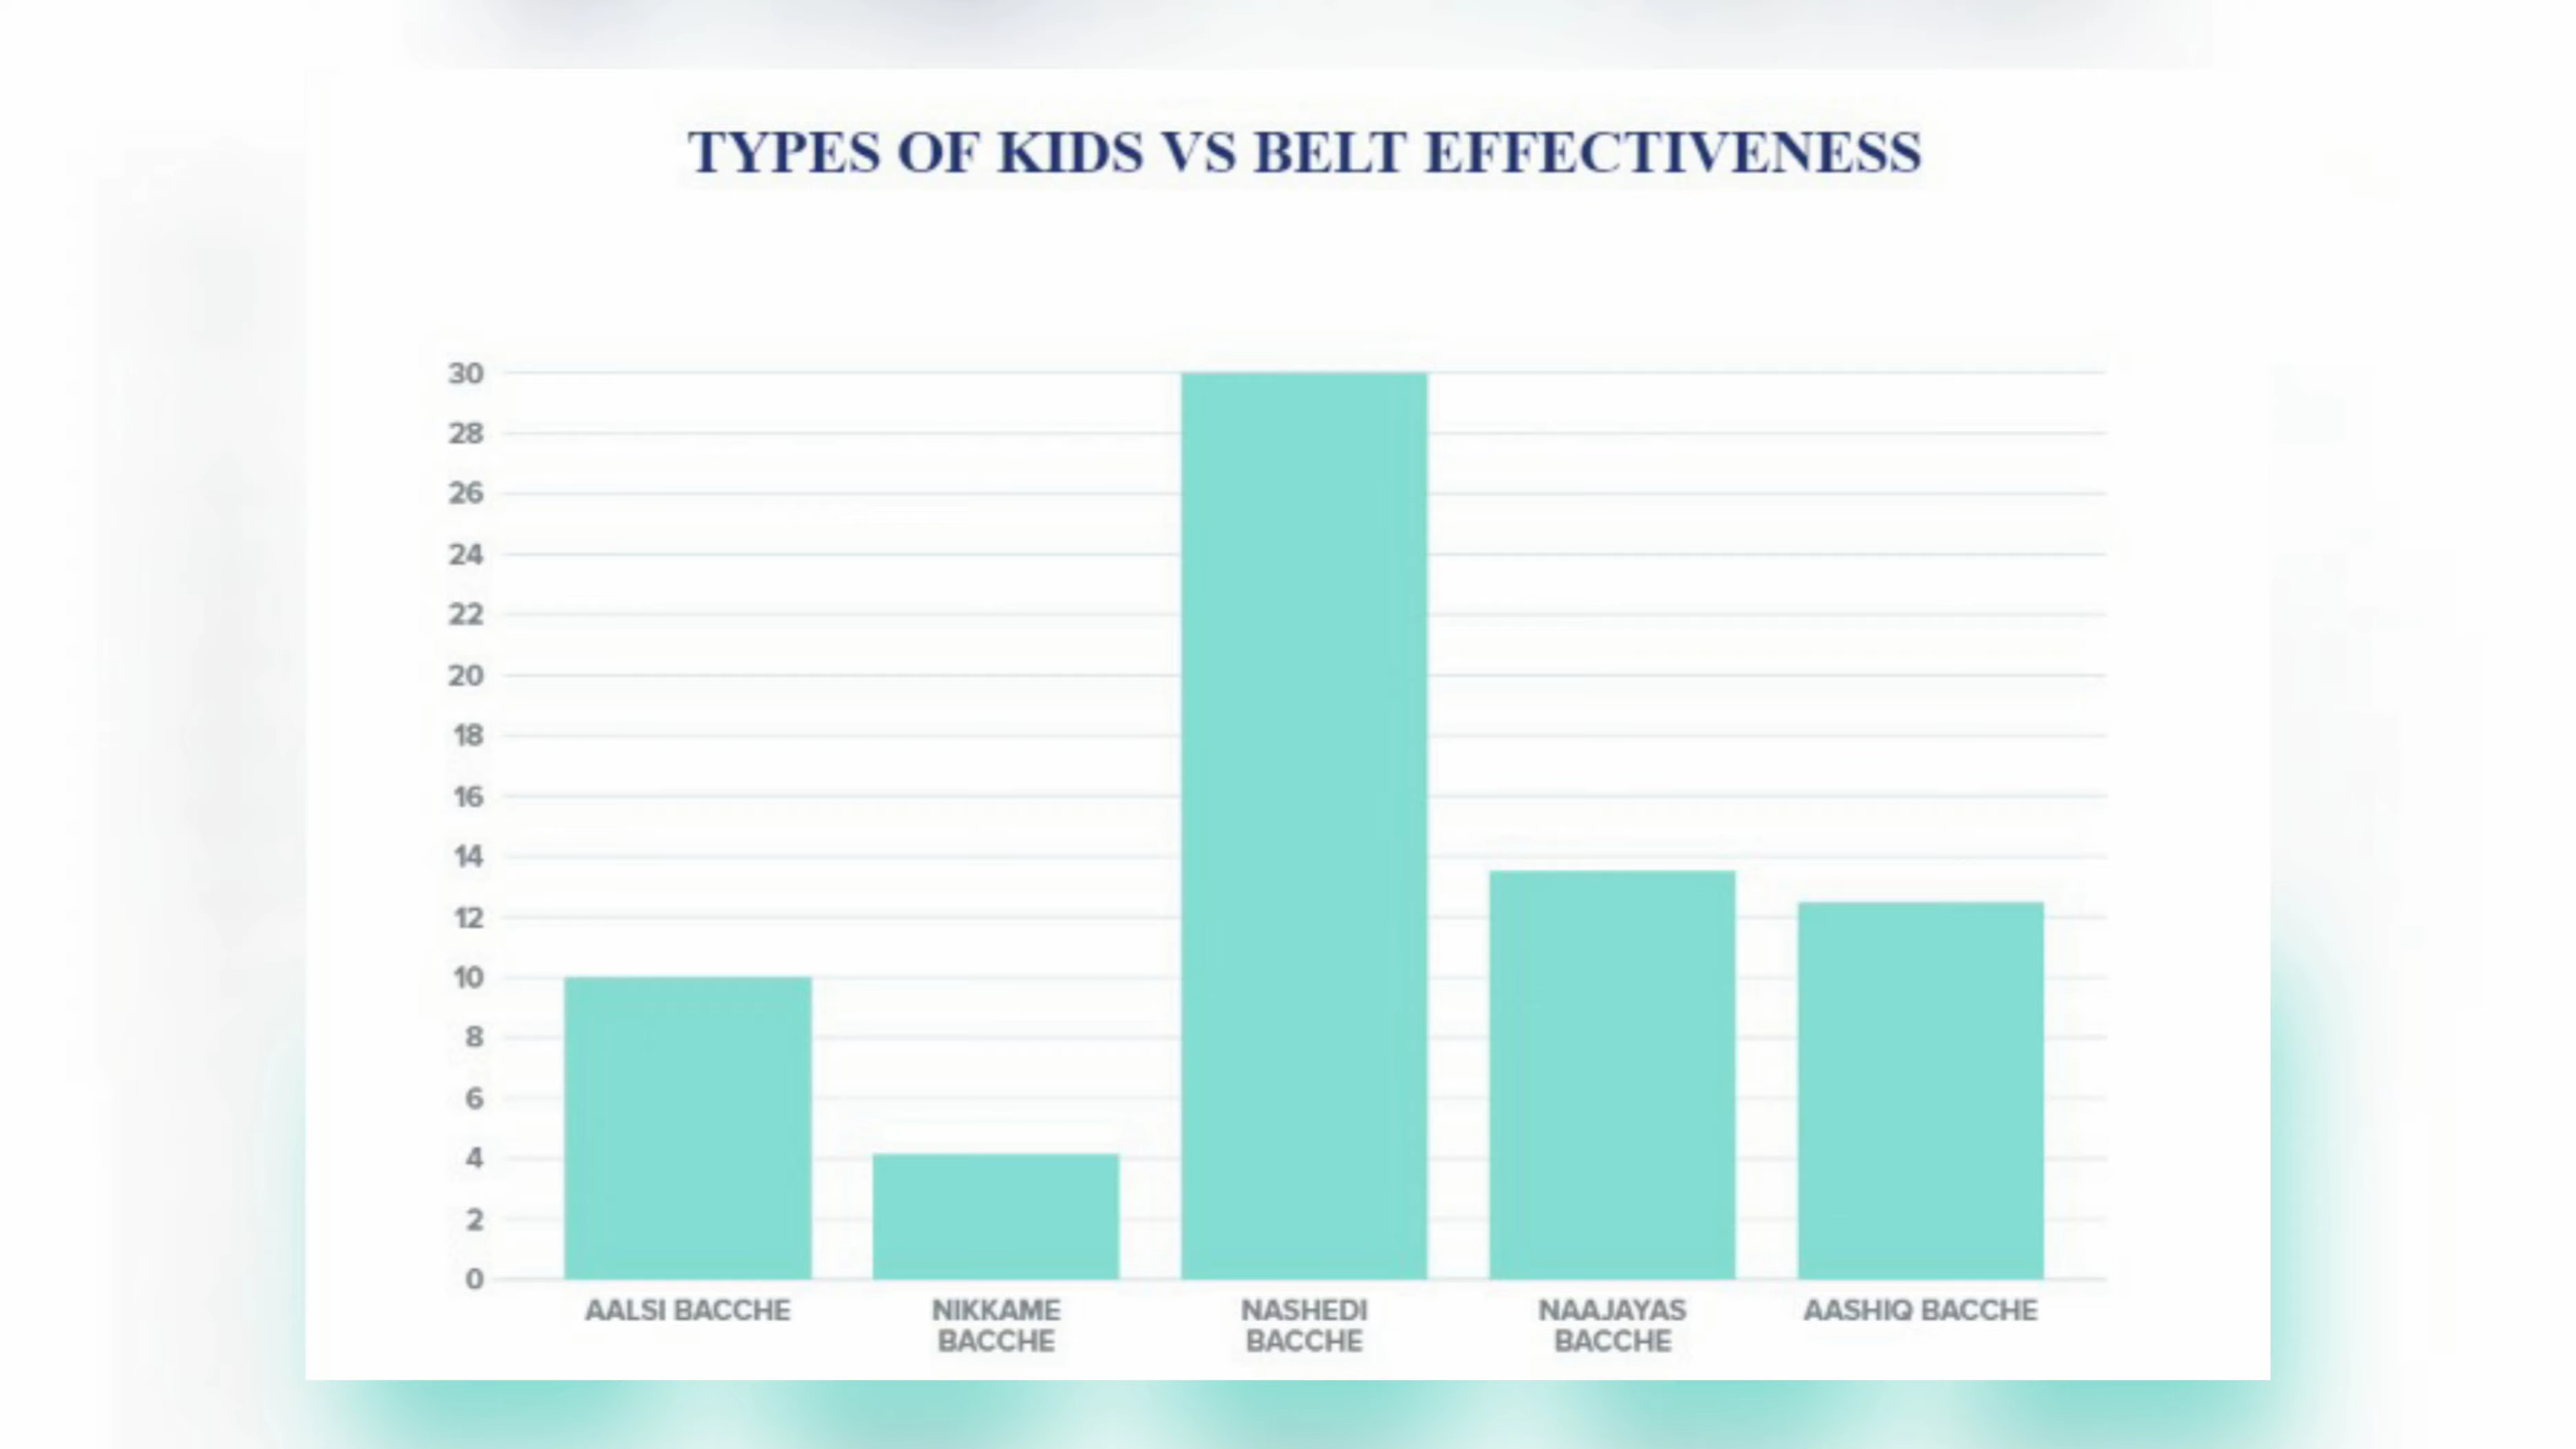 TYPES OF KIDS VS BELT EFFECTIVENESS
30
28
26
24
22
20
18
16
14
12
10
8
6
4
2
0
AALSI BACCHE
NIKKAME
BACCHE
NASHEDI
BACCHE
NAAJAYAS
BACCHE
AASHIQ BACCHE